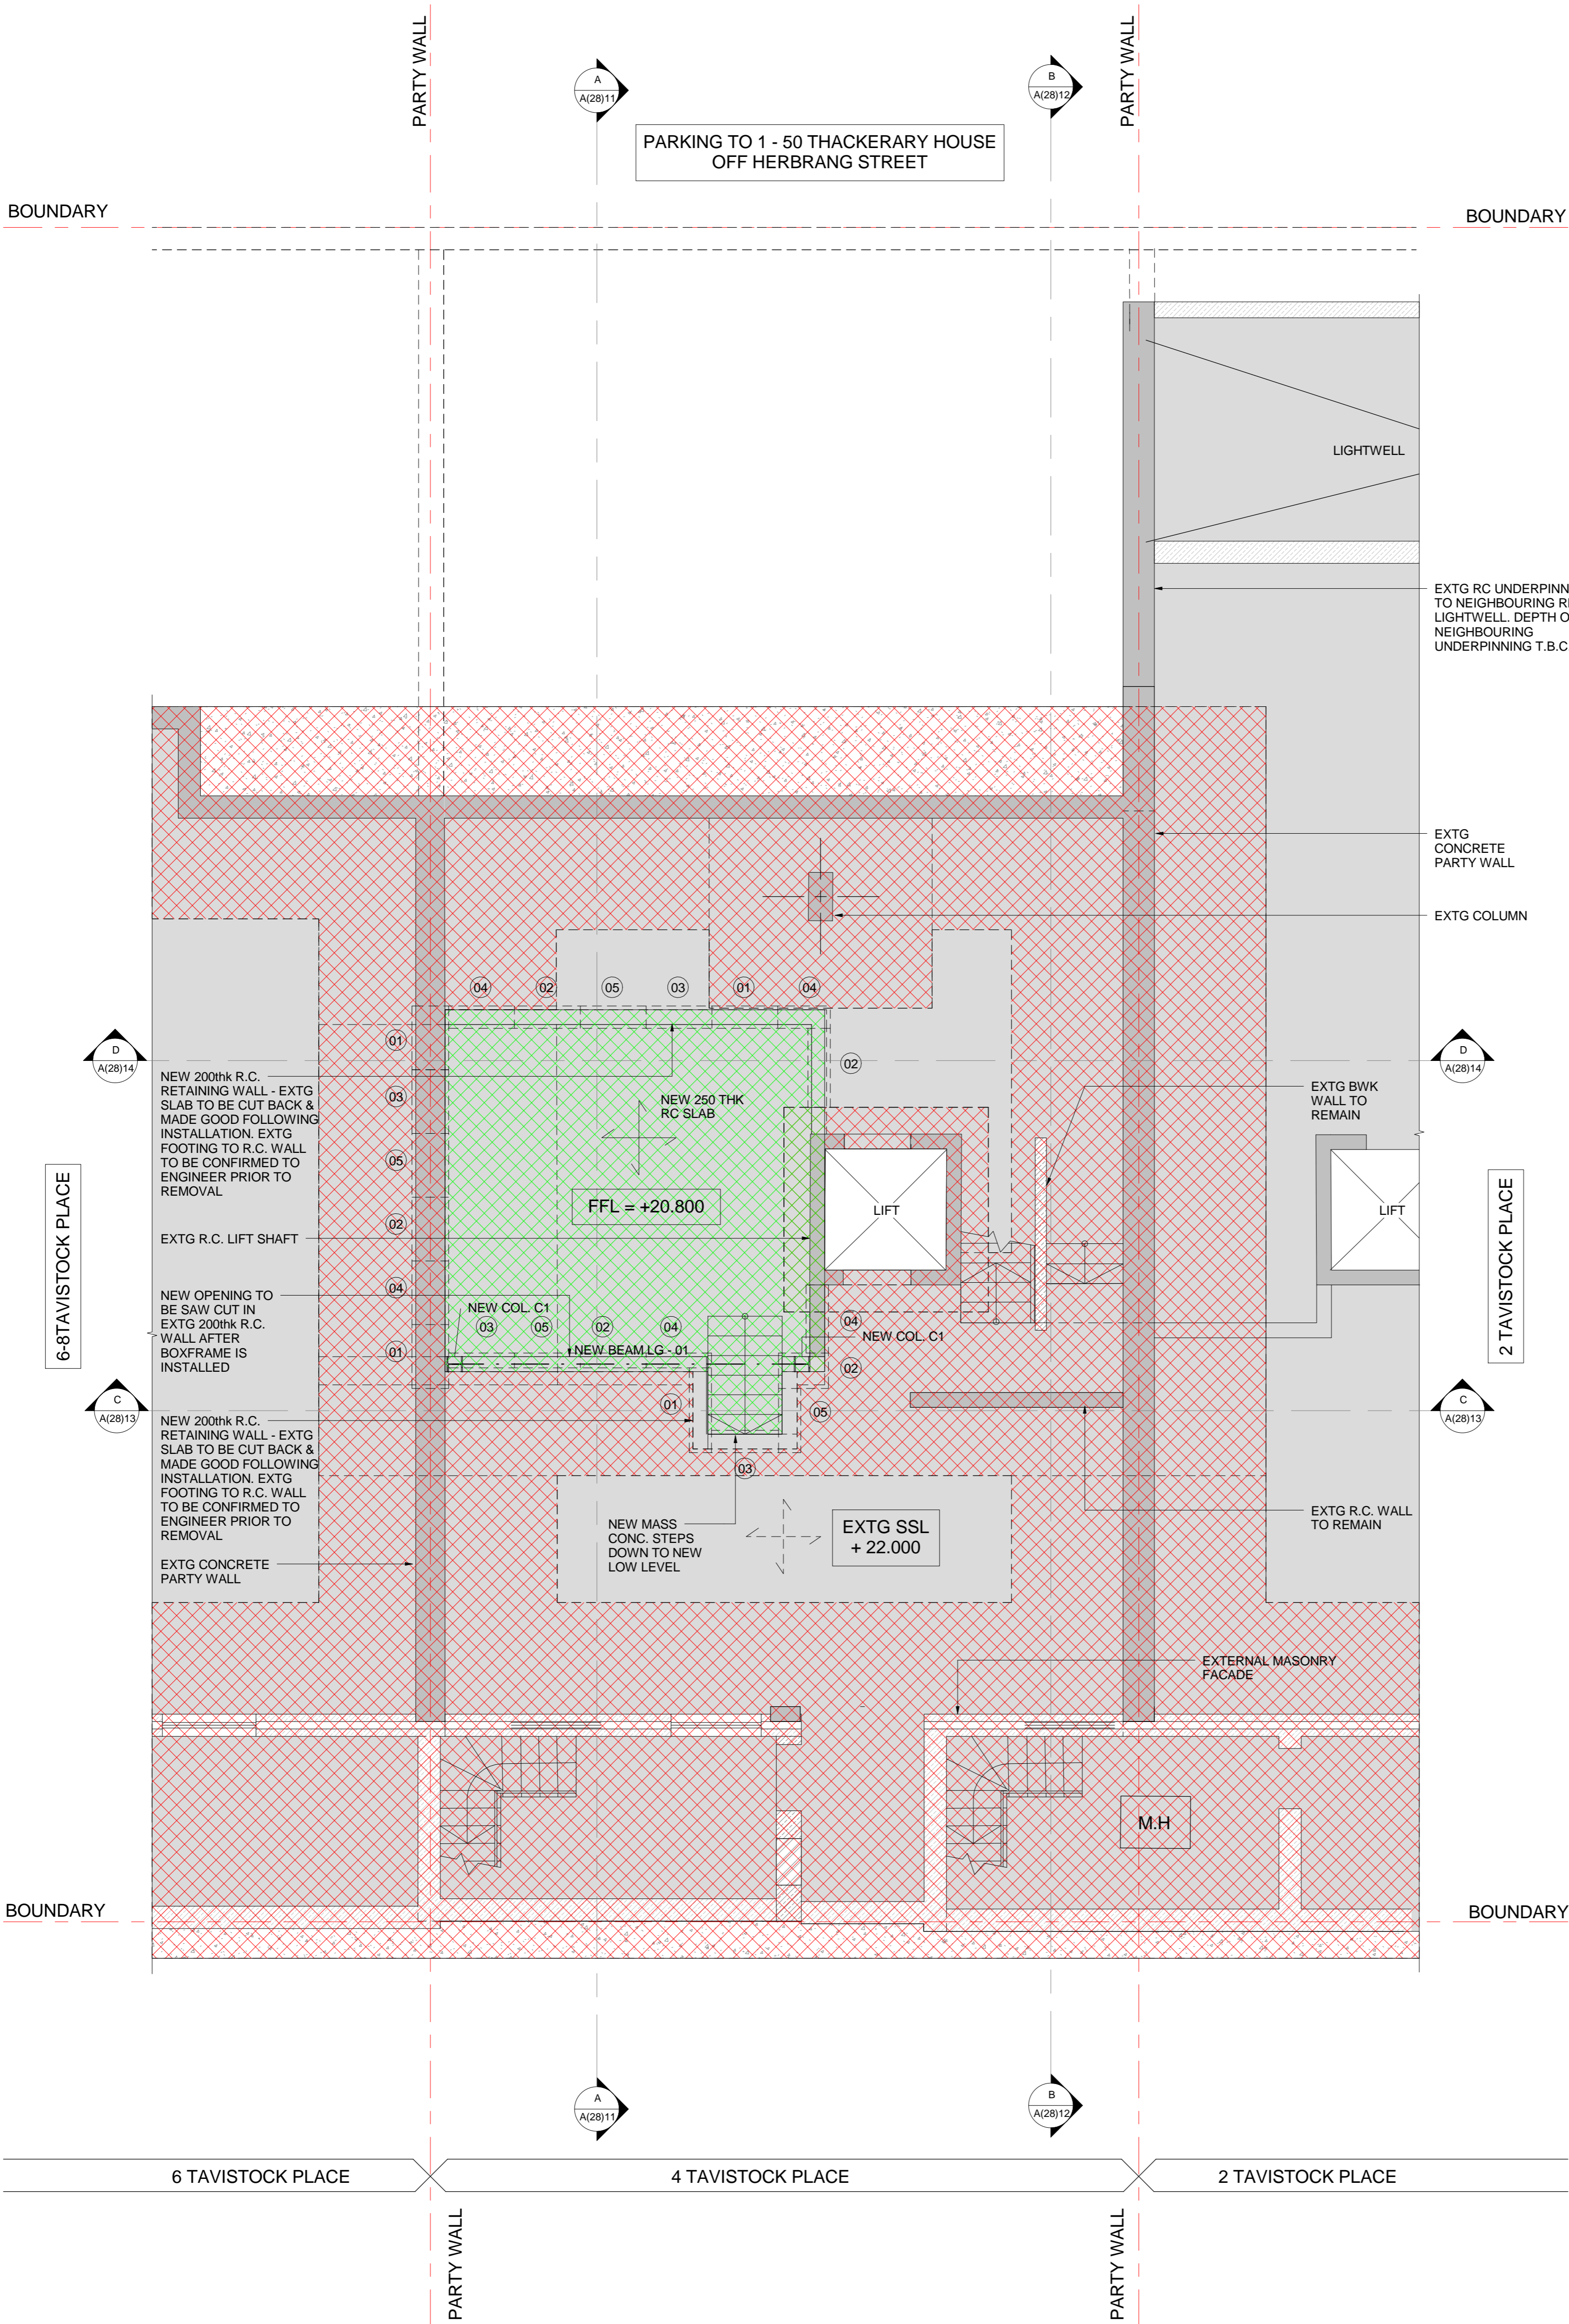 PARTY WALL
PARTY WALL
A
A(28)11
B
A(28)12
PARKING TO 1 - 50 THACKERARY HOUSE
OFF HERBRANG STREET
BOUNDARY
BOUNDARY
LIGHTWELL
EXTG RC UNDERPINN
TO NEIGHBOURING R
LIGHTWELL. DEPTH O
NEIGHBOURING
UNDERPINNING T.B.C
EXTG
CONCRETE
PARTY WALL
EXTG COLUMN
04
02
05
03
01
04
01
03
05
02
04
01
02
D
A(28)14
D
A(28)14
NEW 200thk R.C.
RETAINING WALL - EXTG
SLAB TO BE CUT BACK &
MADE GOOD FOLLOWING
INSTALLATION. EXTG
FOOTING TO R.C. WALL
TO BE CONFIRMED TO
ENGINEER PRIOR TO
REMOVAL
NEW 250 THK
RC SLAB
EXTG BWK
WALL TO
REMAIN
6-8TAVISTOCK PLACE
2 TAVISTOCK PLACE
FFL = +20.800
LIFT
LIFT
EXTG R.C. LIFT SHAFT
NEW OPENING TO
BE SAW CUT IN
EXTG 200thk R.C.
WALL AFTER
BOXFRAME IS
INSTALLED
NEW COL. C1
03
05
02
04
04
NEW COL. C1
NEW BEAM LG - 01
02
C
A(28)13
01
05
C
A(28)13
NEW 200thk R.C.
RETAINING WALL - EXTG
SLAB TO BE CUT BACK &
MADE GOOD FOLLOWING
INSTALLATION. EXTG
FOOTING TO R.C. WALL
TO BE CONFIRMED TO
ENGINEER PRIOR TO
REMOVAL
03
NEW MASS
CONC. STEPS
DOWN TO NEW
LOW LEVEL
EXTG SSL
+ 22.000
EXTG R.C. WALL
TO REMAIN
EXTG CONCRETE
PARTY WALL
EXTERNAL MASONRY
FACADE
M.H
BOUNDARY
BOUNDARY
A
A(28)11
B
A(28)12
6 TAVISTOCK PLACE
4 TAVISTOCK PLACE
2 TAVISTOCK PLACE
PARTY WALL
PARTY WALL